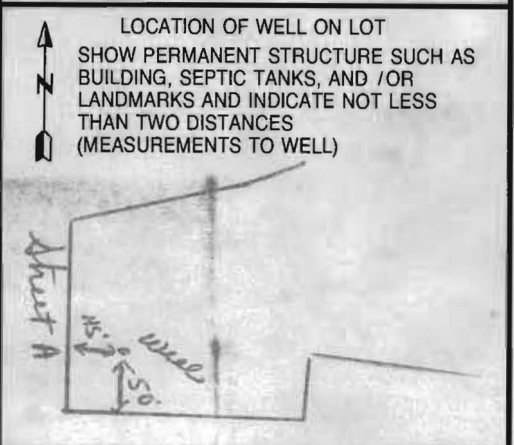 LOCATION OF WELL ON LOT
SHOW PERMANENT STRUCTURE SUCH AS
BUILDING, SEPTIC TANKS, AND /OR
LANDMARKS AND INDICATE NOT LESS
THAN TWO DISTANCES
(MEASUREMENTS TO WELL)
N
Street A
45'
Well
50'